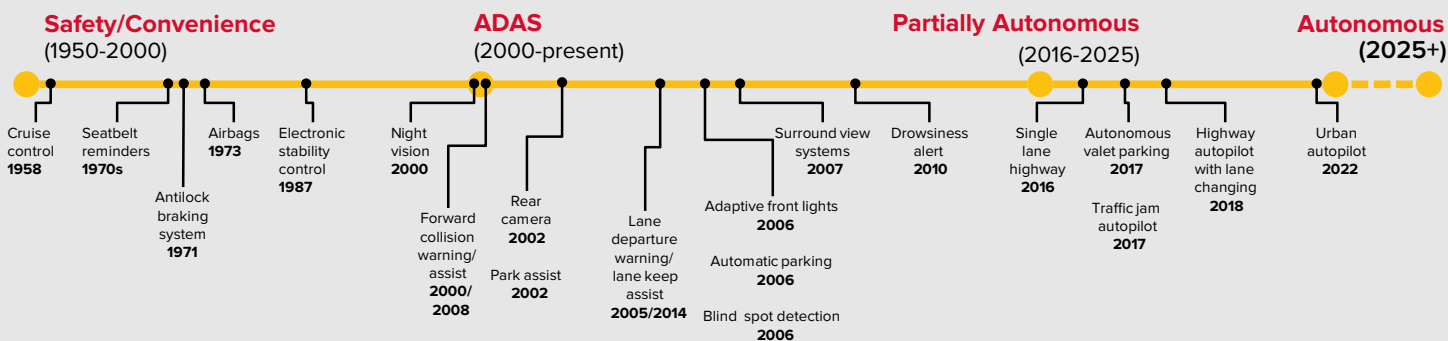 Safety/Convenience
(1950-2000)
ADAS
(2000-present)
Partially Autonomous
(2016-2025)
Autonomous
(2025+)
Cruise
control
1958
Seatbelt
reminders
1970s
Antilock
braking
system
1971
Airbags
1973
Electronic
stability
control
1987
Night
vision
2000
Forward
collision
warning/
assist
2000/
2008
Rear
camera
2002
Park assist
2002
Lane
departure
warning/
lane keep
assist
2005/2014
Adaptive front lights
2006
Automatic parking
2006
Blind spot detection
2006
Surround view
systems
2007
Drowsiness
alert
2010
Single
lane
highway
2016
Autonomous
valet parking
2017
Traffic jam
autopilot
2017
Highway
autopilot
with lane
changing
2018
Urban
autopilot
2022